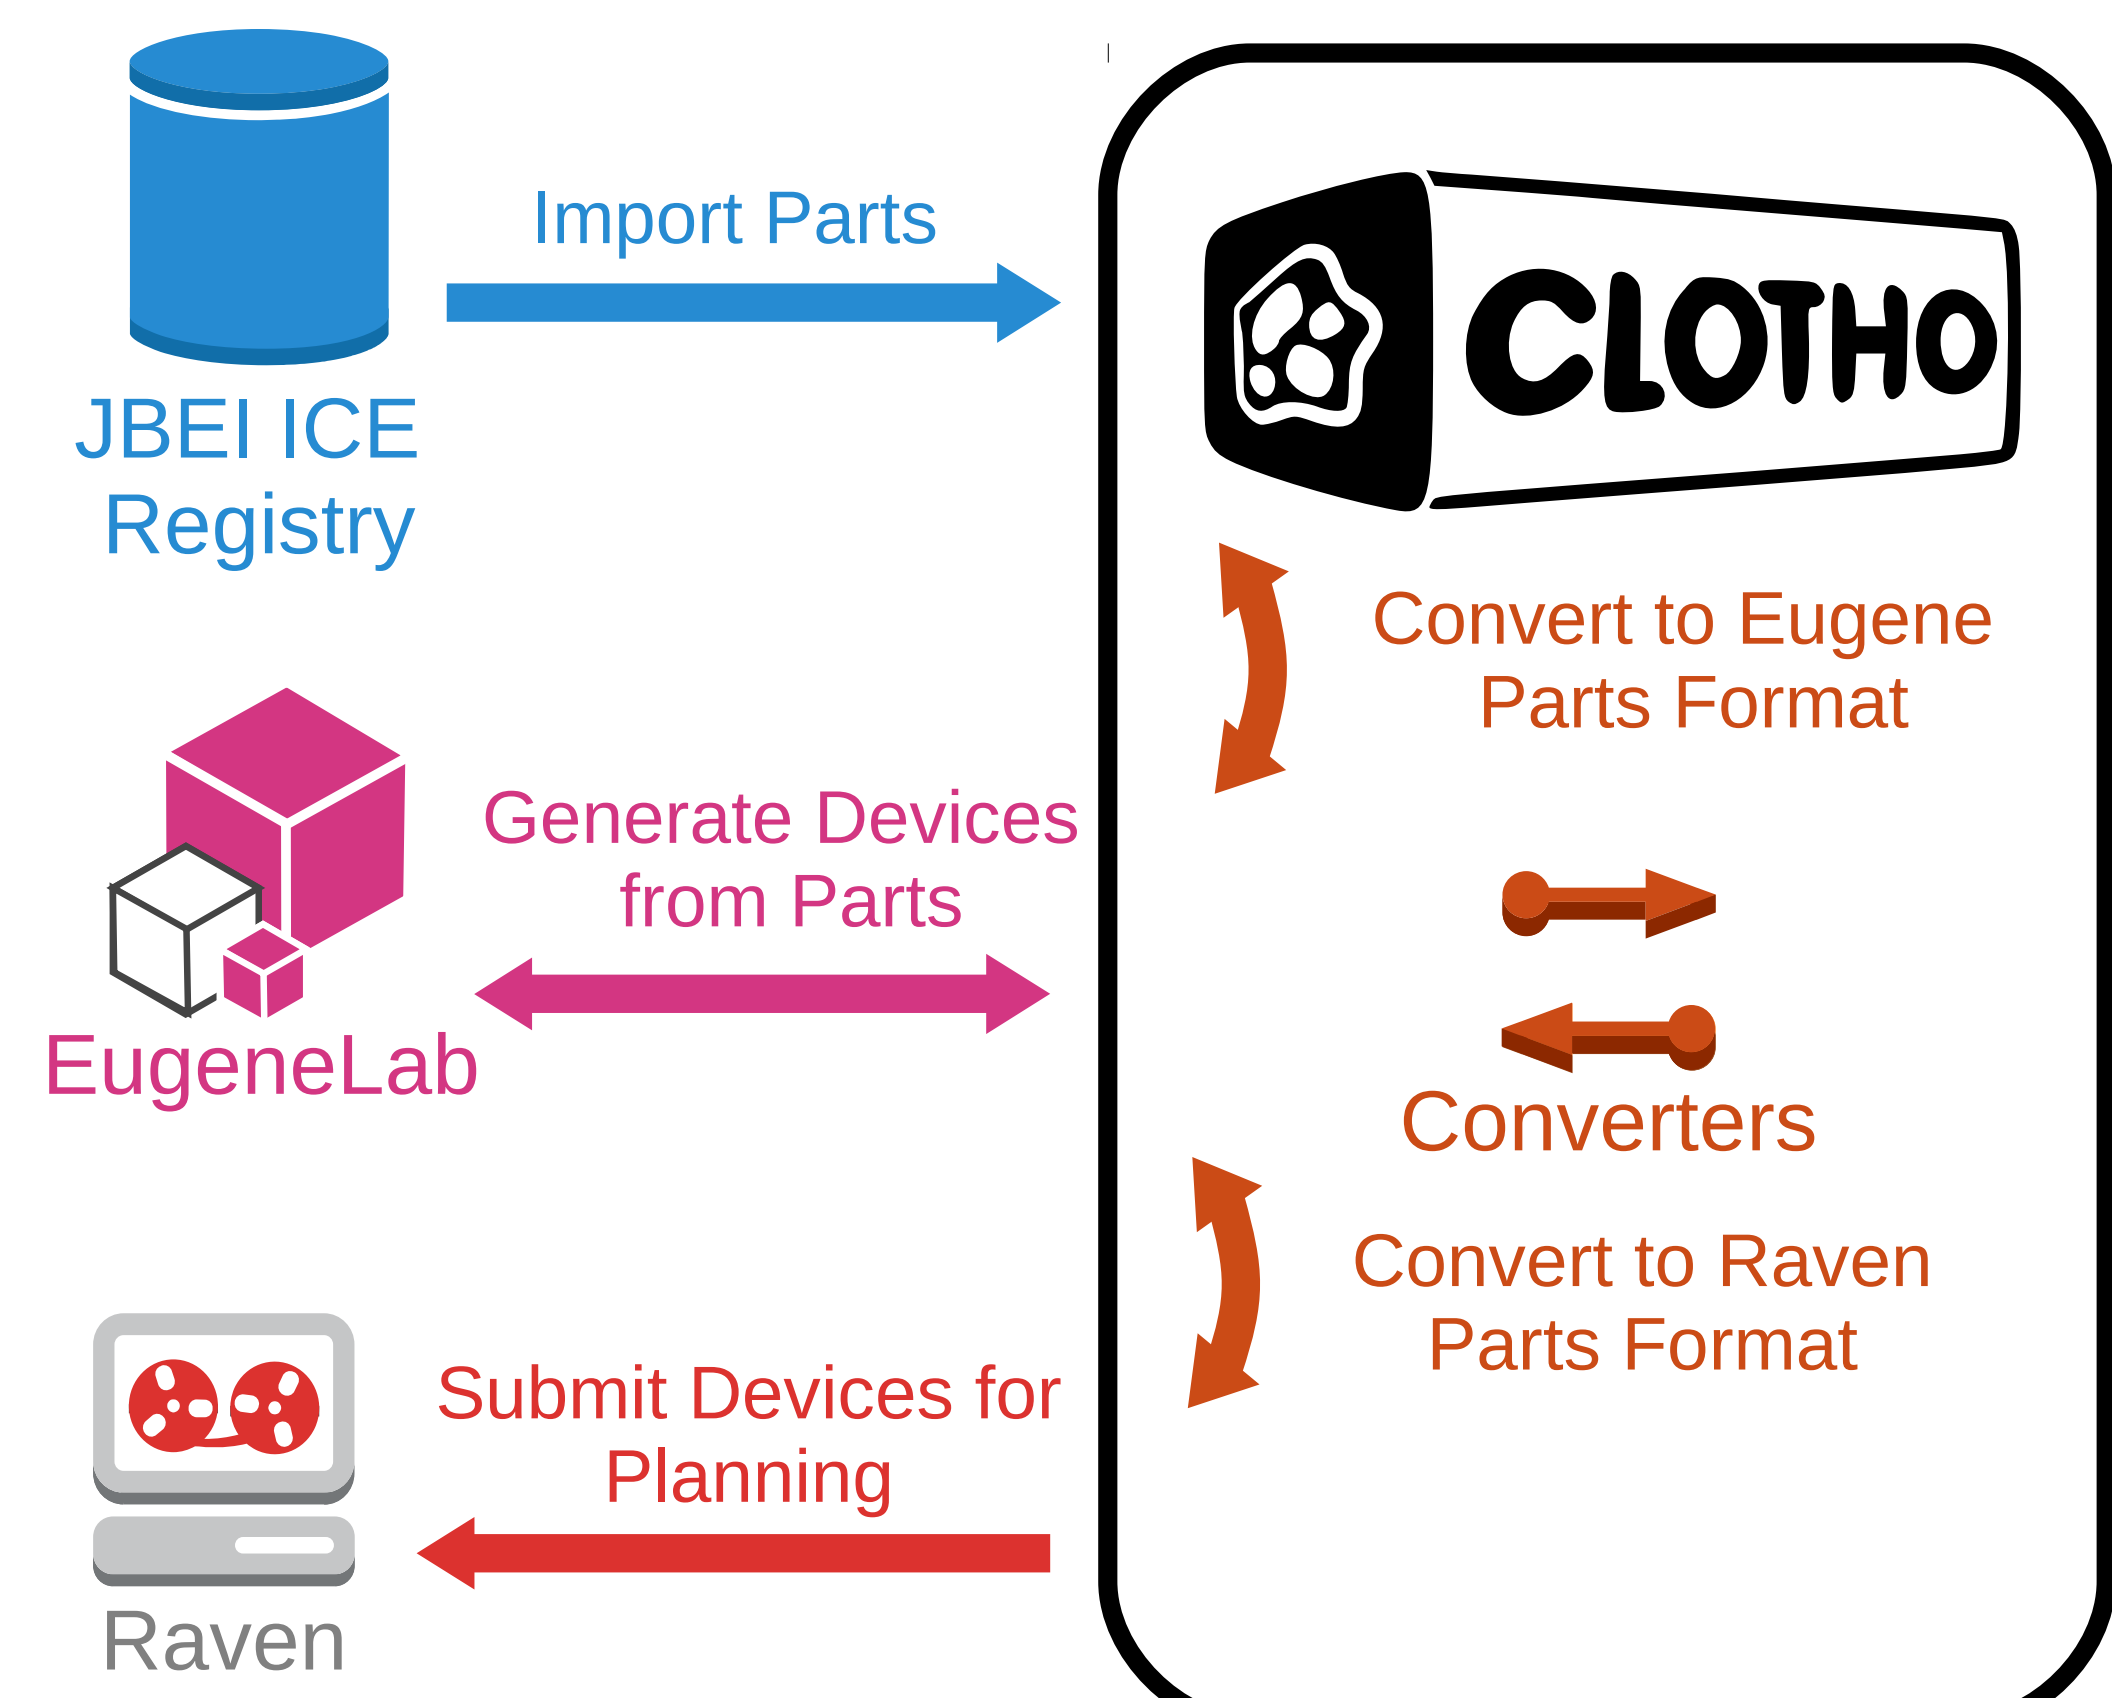 Import Parts
JBEI ICE
Registry
CLOTHO
Convert to Eugene
Parts Format
Generate Devices
from Parts
EugeneLab
Converters
Convert to Raven
Parts Format
Submit Devices for
Planning
Raven